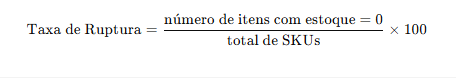 Taxa de Ruptura = número de itens com estoque = 0 / total de SKUs × 100